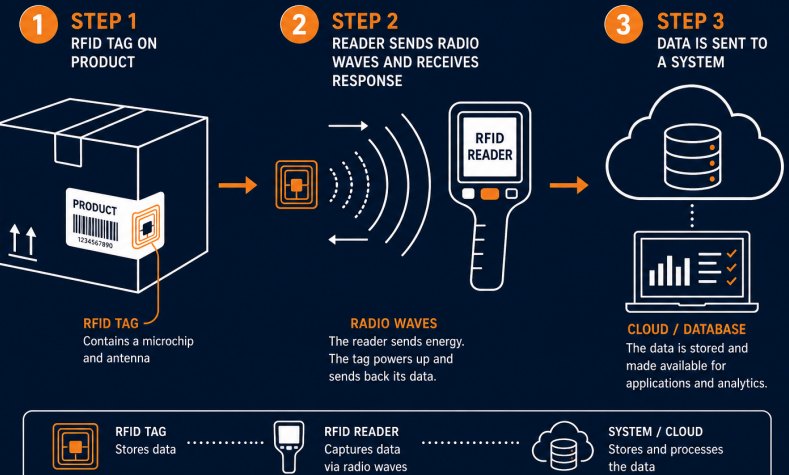 1
STEP 1
RFID TAG ON
PRODUCT
PRODUCT
1234567890
RFID TAG
Contains a microchip
and antenna
2
STEP 2
READER SENDS RADIO
WAVES AND RECEIVES
RESPONSE
RFID
READER
RADIO WAVES
The reader sends energy.
The tag powers up and
sends back its data.
3
STEP 3
DATA IS SENT TO
A SYSTEM
CLOUD / DATABASE
The data is stored and
made available for
applications and analytics.
RFID TAG
Stores data
RFID READER
Captures data
via radio waves
SYSTEM / CLOUD
Stores and processes
the data